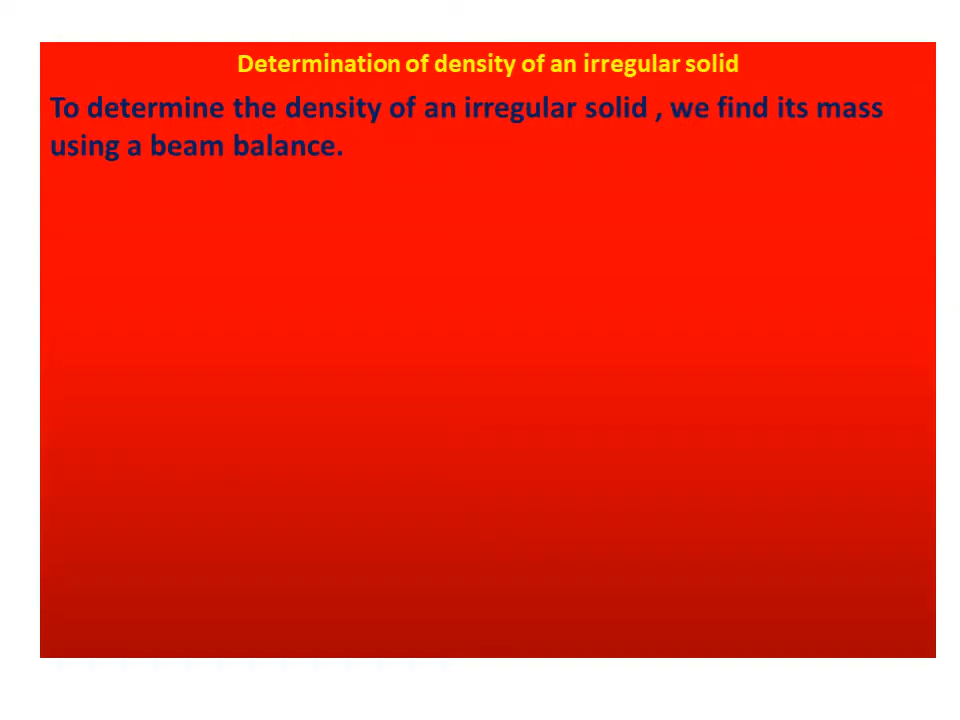 Determination of density of an irregular solid
To determine the density of an irregular solid , we find its mass
using a beam balance.